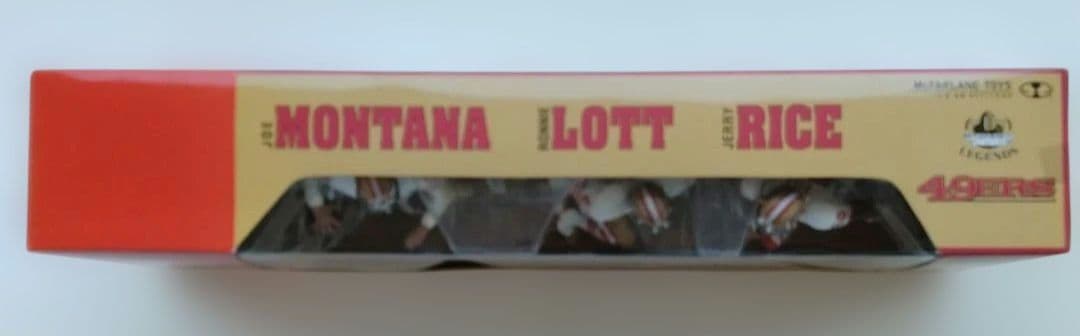 JOE MONTANA
RONNIE LOTT
JERRY RICE
McFARLANE TOYS
LEGENDS
49ERS